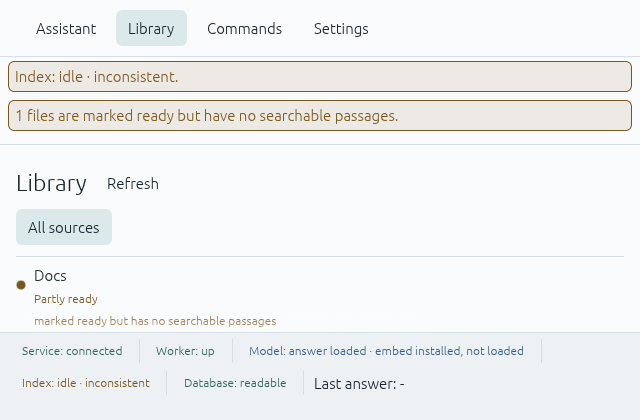 Assistant Library Commands Settings
Index: idle · inconsistent.
1 files are marked ready but have no searchable passages.
Library Refresh
All sources
Docs
Partly ready
marked ready but has no searchable passages
Service: connected Worker: up Model: answer loaded · embed installed, not loaded
Index: idle · inconsistent Database: readable Last answer: -